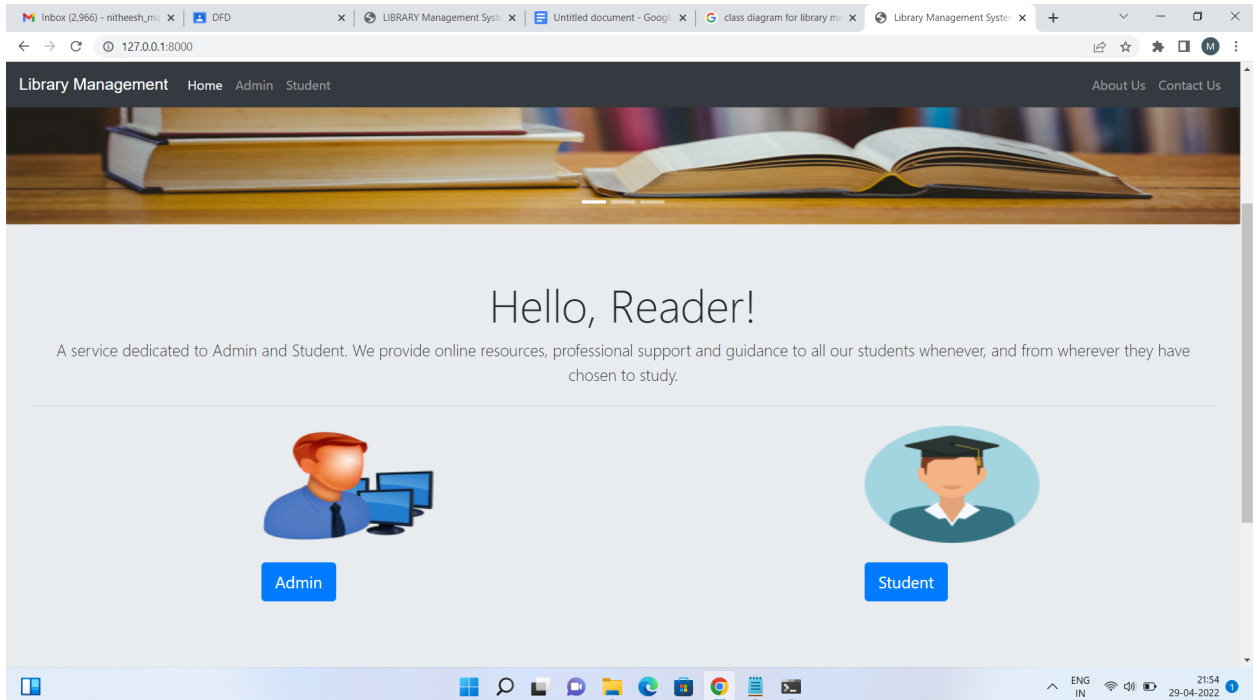 Inbox (2,966) - nitheesh_ma
DFD
LIBRARY Management Syst
Untitled document - Googl
class diagram for library ma
Library Management System
127.0.0.1:8000
M
Library Management Home Admin Student About Us Contact Us
Hello, Reader!
A service dedicated to Admin and Student. We provide online resources, professional support and guidance to all our students whenever, and from wherever they have
chosen to study.
Admin
Student
ENG
IN
21:54
29-04-2022
1